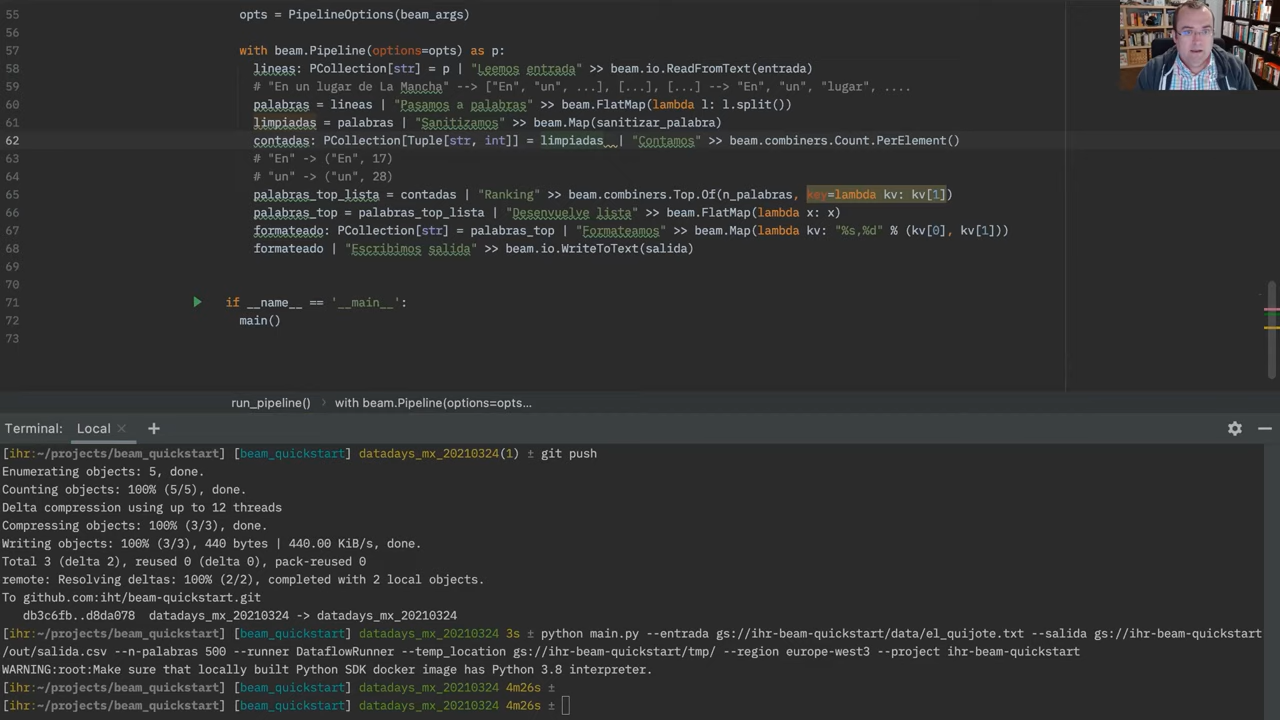 55 opts = PipelineOptions(beam_args)
56
57 with beam.Pipeline(options=opts) as p:
58 lineas: PCollection[str] = p | "Leemos entrada" >> beam.io.ReadFromText(entrada)
59 # "En un lugar de La Mancha" --> ["En", "un", ...], [...], [...] --> "En", "un", "lugar", ....
60 palabras = lineas | "Pasamos a palabras" >> beam.FlatMap(lambda l: l.split())
61 limpiadas = palabras | "Sanitizamos" >> beam.Map(sanitizar_palabra)
62 contadas: PCollection[Tuple[str, int]] = limpiadas | "Contamos" >> beam.combiners.Count.PerElement()
63 # "En" -> ("En", 17)
64 # "un" -> ("un", 28)
65 palabras_top_lista = contadas | "Ranking" >> beam.combiners.Top.Of(n_palabras, key=lambda kv: kv[1])
66 palabras_top = palabras_top_lista | "Desenvuelve lista" >> beam.FlatMap(lambda x: x)
67 formateado: PCollection[str] = palabras_top | "Formateamos" >> beam.Map(lambda kv: "%s,%d" % (kv[0], kv[1]))
68 formateado | "Escribimos salida" >> beam.io.WriteToText(salida)
69
70
71 if __name__ == '__main__':
72 main()
73
run_pipeline() › with beam.Pipeline(options=opts...
Terminal: Local × +
[ihr:~/projects/beam_quickstart] [beam_quickstart] datadays_mx_20210324(1) ± git push
Enumerating objects: 5, done.
Counting objects: 100% (5/5), done.
Delta compression using up to 12 threads
Compressing objects: 100% (3/3), done.
Writing objects: 100% (3/3), 440 bytes | 440.00 KiB/s, done.
Total 3 (delta 2), reused 0 (delta 0), pack-reused 0
remote: Resolving deltas: 100% (2/2), completed with 2 local objects.
To github.com:iht/beam-quickstart.git
db3c6fb..d8da078 datadays_mx_20210324 -> datadays_mx_20210324
[ihr:~/projects/beam_quickstart] [beam_quickstart] datadays_mx_20210324 3s ± python main.py --entrada gs://ihr-beam-quickstart/data/el_quijote.txt --salida gs://ihr-beam-quickstart
/out/salida.csv --n-palabras 500 --runner DataflowRunner --temp_location gs://ihr-beam-quickstart/tmp/ --region europe-west3 --project ihr-beam-quickstart
WARNING:root:Make sure that locally built Python SDK docker image has Python 3.8 interpreter.
[ihr:~/projects/beam_quickstart] [beam_quickstart] datadays_mx_20210324 4m26s ±
[ihr:~/projects/beam_quickstart] [beam_quickstart] datadays_mx_20210324 4m26s ±